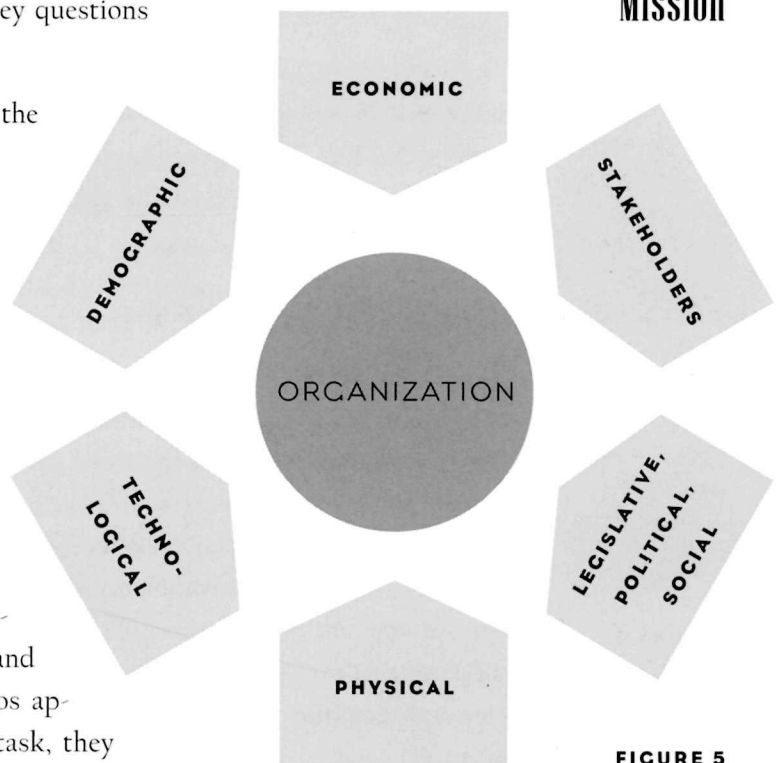 ey questions
the
and
os ap-
task, they
MISSION
ECONOMIC
STAKEHOLDERS
LEGISLATIVE,
POLITICAL,
SOCIAL
PHYSICAL
TECHNO-
LOGICAL
DEMOGRAPHIC
ORGANIZATION
FIGURE 5